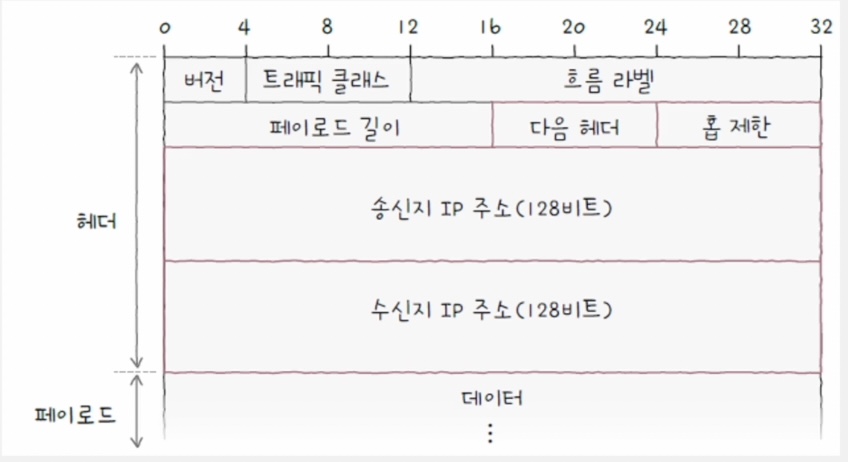 0 4 8 12 16 20 24 28 32
버전 트래픽 클래스 흐름 라벨
페이로드 길이 다음 헤더 홉 제한
송신지 IP 주소(128비트)
헤더
수신지 IP 주소(128비트)
데이터
페이로드
⋮